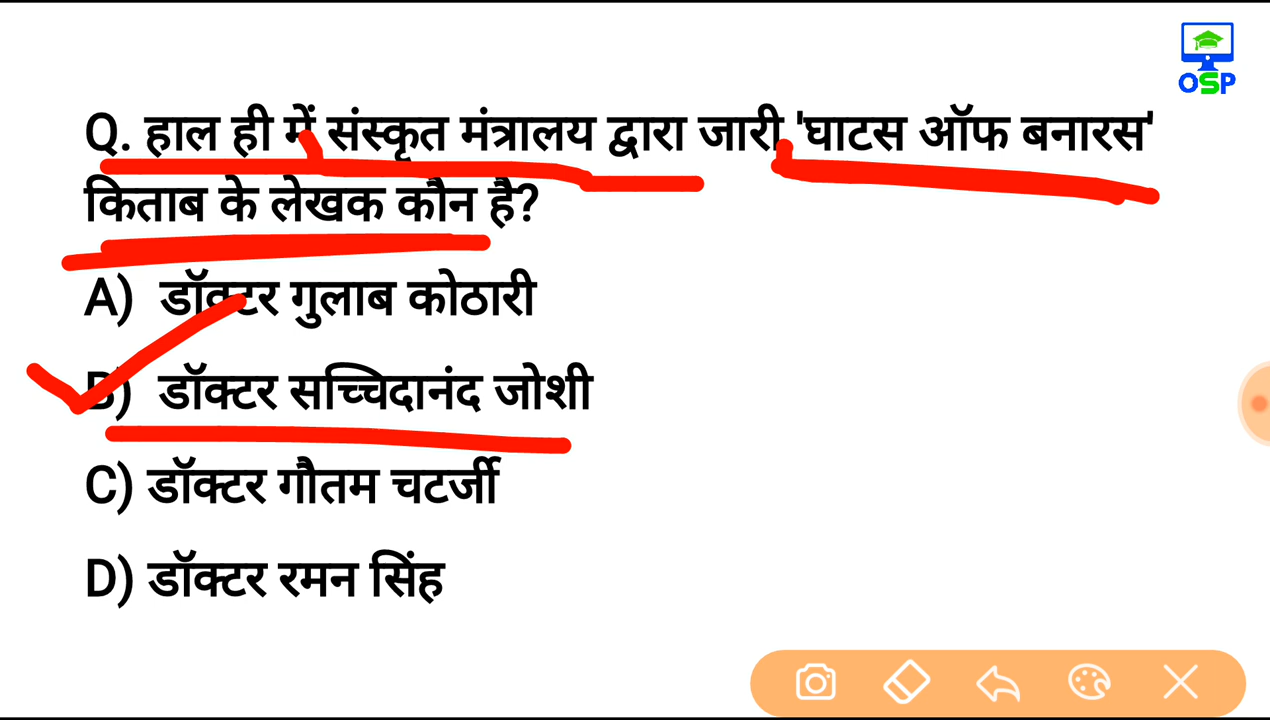 OSP
Q. हाल ही में संस्कृत मंत्रालय द्वारा जारी 'घाटस ऑफ बनारस'
किताब के लेखक कौन है?
A) डॉक्टर गुलाब कोठारी
B) डॉक्टर सच्चिदानंद जोशी
C) डॉक्टर गौतम चटर्जी
D) डॉक्टर रमन सिंह